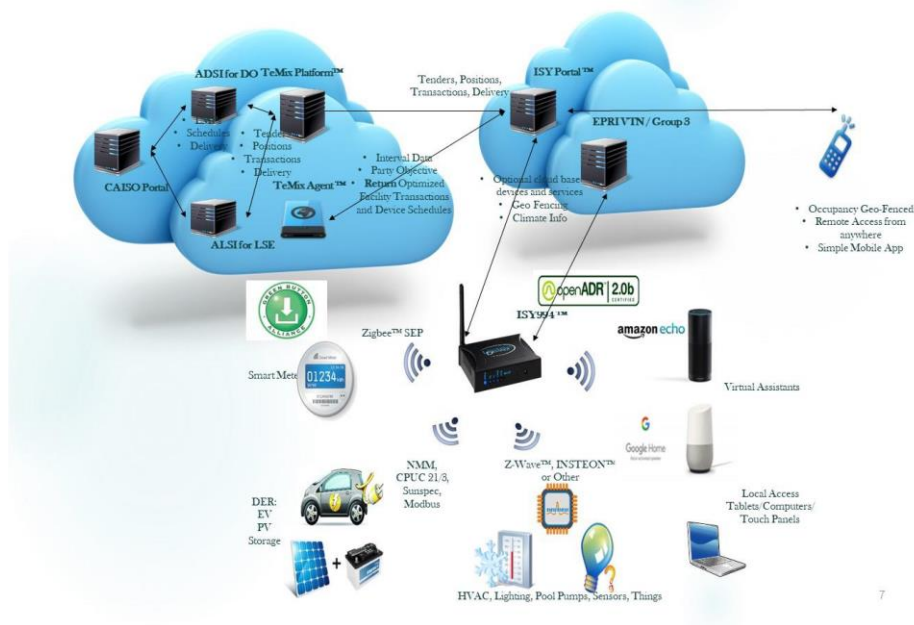 ADSI for DO TeMix Platform™
ISY Portal™
Tenders, Positions,
Transactions, Delivery
EPRI VTN / Group 3
• Schedules
• Delivery
• Tenders
• Positions
• Transactions
• Delivery
CAISO Portal
• Interval Data
• Party Objective
• Return Optimized
Facility Transactions
and Device Schedules
TeMix Agent™
ALSI for LSE
• Optional cloud base
devices and services
• Geo Fencing
• Climate Info
• Occupancy Geo-Fenced
• Remote Access from
anywhere
• Simple Mobile App
GREEN BUTTON
ALLIANCE
openADR 2.0b
CERTIFIED
ISY994™
Zigbee™ SEP
amazon echo
Smart Mete
01234
Virtual Assistants
Google Home
NMM,
CPUC 21/3,
Sunspec,
Modbus
Z-Wave™, INSTEON™
or Other
DER:
EV
PV
Storage
Local Access
Tablets/Computers/
Touch Panels
HVAC, Lighting, Pool Pumps, Sensors, Things
7